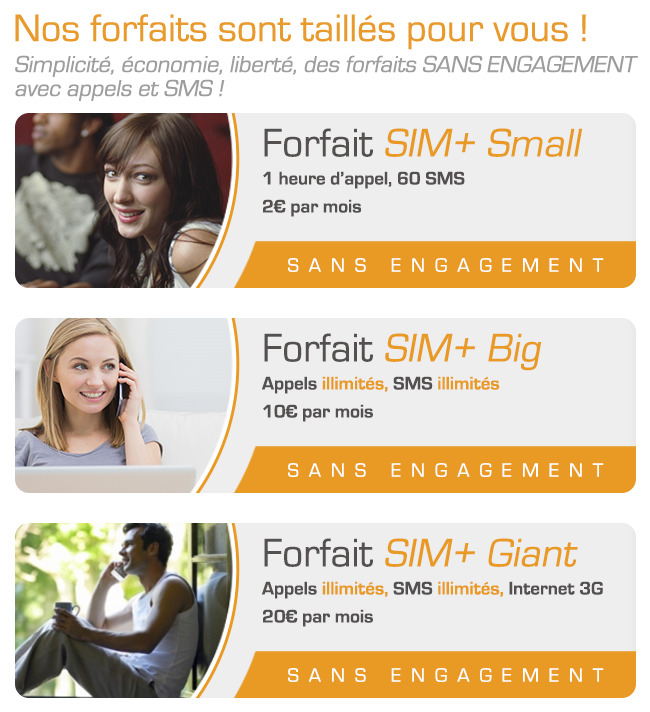 Nos forfaits sont taillés pour vous !
Simplicité, économie, liberté, des forfaits SANS ENGAGEMENT
avec appels et SMS !
Forfait SIM+ Small
1 heure d'appel, 60 SMS
2€ par mois
SANS ENGAGEMENT
Forfait SIM+ Big
Appels illimités, SMS illimités
10€ par mois
SANS ENGAGEMENT
Forfait SIM+ Giant
Appels illimités, SMS illimités, Internet 3G
20€ par mois
SANS ENGAGEMENT